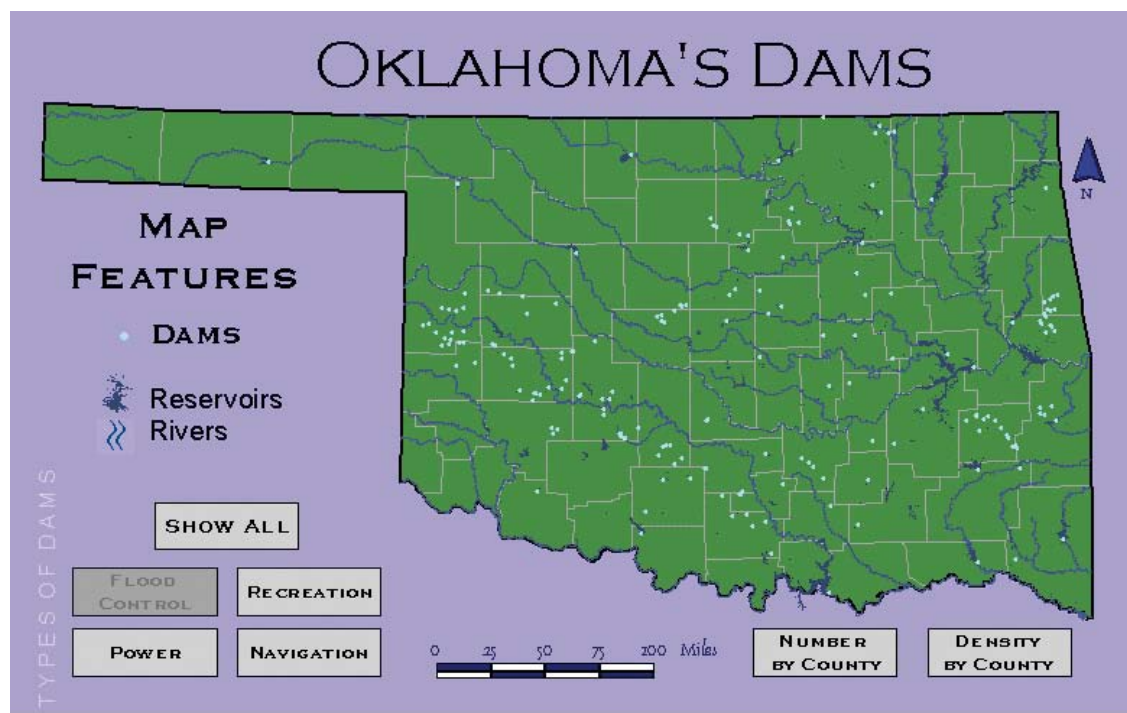 OKLAHOMA'S DAMS
N
MAP
FEATURES
DAMS
Reservoirs
Rivers
TYPES OF DAMS
SHOW ALL
FLOOD
CONTROL
RECREATION
POWER
NAVIGATION
0 25 50 75 200 Miles
NUMBER
BY COUNTY
DENSITY
BY COUNTY